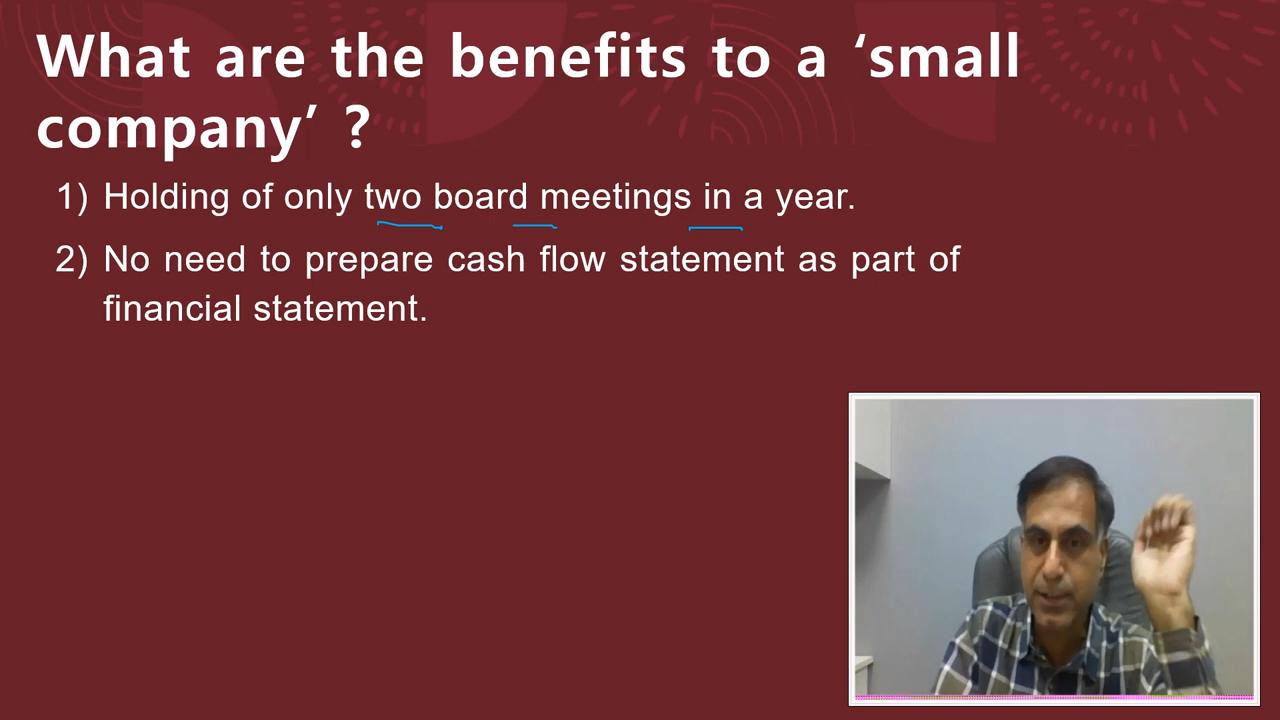 What are the benefits to a ‘small
company’ ?
1) Holding of only two board meetings in a year.
2) No need to prepare cash flow statement as part of
financial statement.